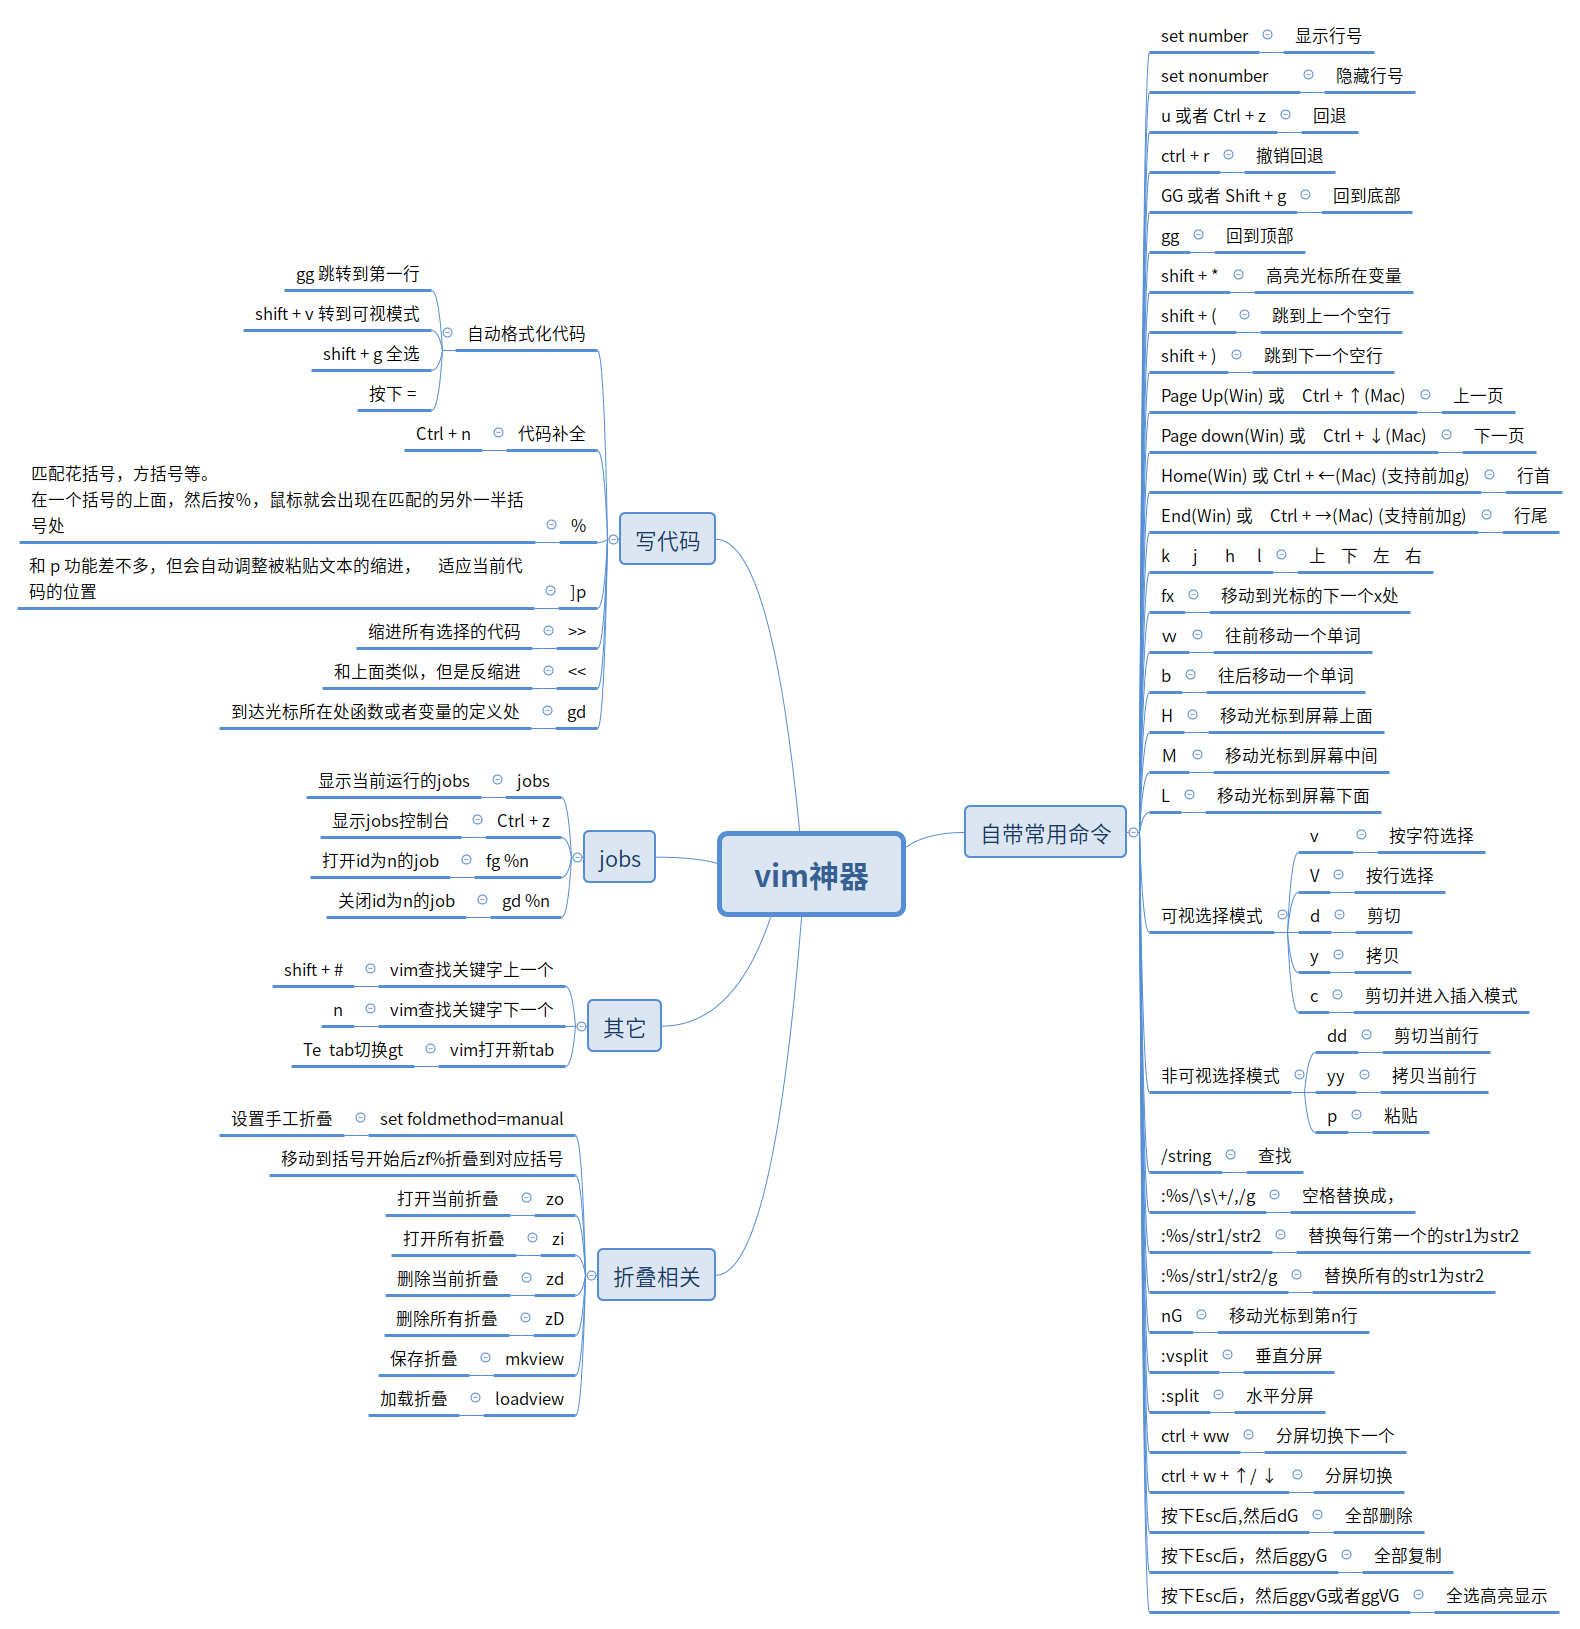 vim神器
写代码
自动格式化代码
gg 跳转到第一行
shift + v 转到可视模式
shift + g 全选
按下 =
Ctrl + n 代码补全
匹配花括号，方括号等。
在一个括号的上面，然后按%，鼠标就会出现在匹配的另外一半括
号处
%
和 p 功能差不多，但会自动调整被粘贴文本的缩进， 适应当前代
码的位置
]p
缩进所有选择的代码 >>
和上面类似，但是反缩进 <<
到达光标所在处函数或者变量的定义处 gd
jobs
显示当前运行的jobs jobs
显示jobs控制台 Ctrl + z
打开id为n的job fg %n
关闭id为n的job gd %n
其它
shift + # vim查找关键字上一个
n vim查找关键字下一个
Te tab切换gt vim打开新tab
折叠相关
设置手工折叠 set foldmethod=manual
移动到括号开始后zf%折叠到对应括号
打开当前折叠 zo
打开所有折叠 zi
删除当前折叠 zd
删除所有折叠 zD
保存折叠 mkview
加载折叠 loadview
自带常用命令
set number 显示行号
set nonumber 隐藏行号
u 或者 Ctrl + z 回退
ctrl + r 撤销回退
GG 或者 Shift + g 回到底部
gg 回到顶部
shift + * 高亮光标所在变量
shift + ( 跳到上一个空行
shift + ) 跳到下一个空行
Page Up(Win) 或 Ctrl + ↑(Mac) 上一页
Page down(Win) 或 Ctrl + ↓(Mac) 下一页
Home(Win) 或 Ctrl + ←(Mac) (支持前加g) 行首
End(Win) 或 Ctrl + →(Mac) (支持前加g) 行尾
k j h l 上 下 左 右
fx 移动到光标的下一个x处
w 往前移动一个单词
b 往后移动一个单词
H 移动光标到屏幕上面
M 移动光标到屏幕中间
L 移动光标到屏幕下面
可视选择模式
v 按字符选择
V 按行选择
d 剪切
y 拷贝
c 剪切并进入插入模式
非可视选择模式
dd 剪切当前行
yy 拷贝当前行
p 粘贴
/string 查找
:%s/\s\+/,/g 空格替换成，
:%s/str1/str2 替换每行第一个的str1为str2
:%s/str1/str2/g 替换所有的str1为str2
nG 移动光标到第n行
:vsplit 垂直分屏
:split 水平分屏
ctrl + ww 分屏切换下一个
ctrl + w + ↑/ ↓ 分屏切换
按下Esc后,然后dG 全部删除
按下Esc后，然后ggyG 全部复制
按下Esc后，然后ggvG或者ggVG 全选高亮显示